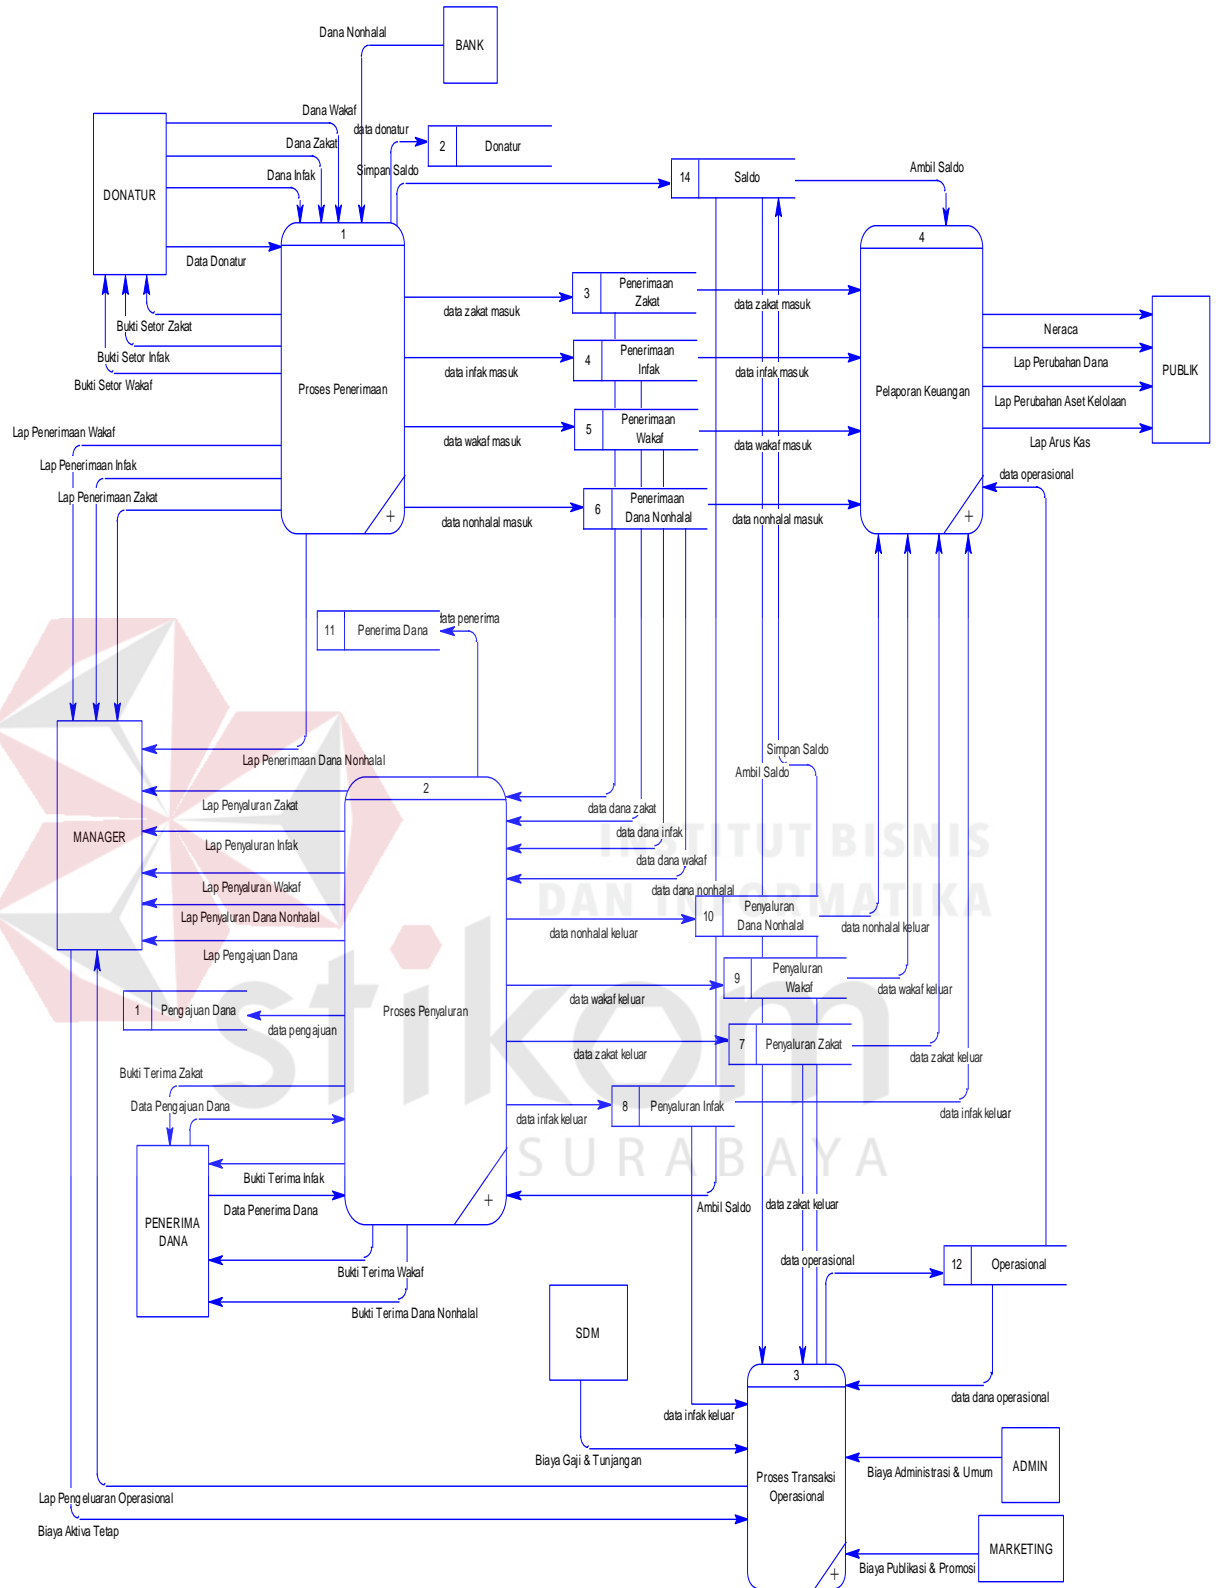 Dana Nonhalal
BANK
Dana Wakaf
data donatur
2
Donatur
Dana Zakat
Simpan Saldo
Dana Infak
DONATUR
14
Saldo
Ambil Saldo
1
4
Data Donatur
3
Penerimaan
Zakat
data zakat masuk
data zakat masuk
Bukti Setor Zakat
Neraca
Bukti Setor Infak
4
Penerimaan
Infak
Lap Perubahan Dana
Bukti Setor Wakaf
data infak masuk
data infak masuk
PUBLIK
Proses Penerimaan
Pelaporan Keuangan
Lap Perubahan Aset Kelolaan
5
Penerimaan
Wakaf
Lap Penerimaan Wakaf
data wakaf masuk
data wakaf masuk
Lap Arus Kas
Lap Penerimaan Infak
data operasional
Lap Penerimaan Zakat
6
Penerimaan
Dana Nonhalal
+
+
data nonhalal masuk
data nonhalal masuk
11
Penerima Dana
data penerima
Simpan Saldo
Lap Penerimaan Dana Nonhalal
Ambil Saldo
2
Lap Penyaluran Zakat
data dana zakat
MANAGER
data dana infak
INSTITUT BISNIS
Lap Penyaluran Infak
data dana wakaf
Lap Penyaluran Wakaf
data dana nonhalal
DAN INFORMATIKA
Lap Penyaluran Dana Nonhalal
10
Penyaluran
Dana Nonhalal
data nonhalal keluar
data nonhalal keluar
Lap Pengajuan Dana
stikom
9
Penyaluran
Wakaf
data wakaf keluar
data wakaf keluar
1
Pengajuan Dana
Proses Penyaluran
data pengajuan
7
Penyaluran Zakat
data zakat keluar
data zakat keluar
Bukti Terima Zakat
Data Pengajuan Dana
8
Penyaluran Infak
data infak keluar
data infak keluar
SURABAYA
Bukti Terima Infak
Data Penerima Dana
+
Ambil Saldo
data zakat keluar
PENERIMA
DANA
Bukti Terima Wakaf
data operasional
12
Operasional
Bukti Terima Dana Nonhalal
SDM
3
data dana operasional
data infak keluar
Biaya Gaji & Tunjangan
Biaya Administrasi & Umum
ADMIN
Proses Transaksi
Operasional
Lap Pengeluaran Operasional
Biaya Aktiva Tetap
MARKETING
Biaya Publikasi & Promosi
+